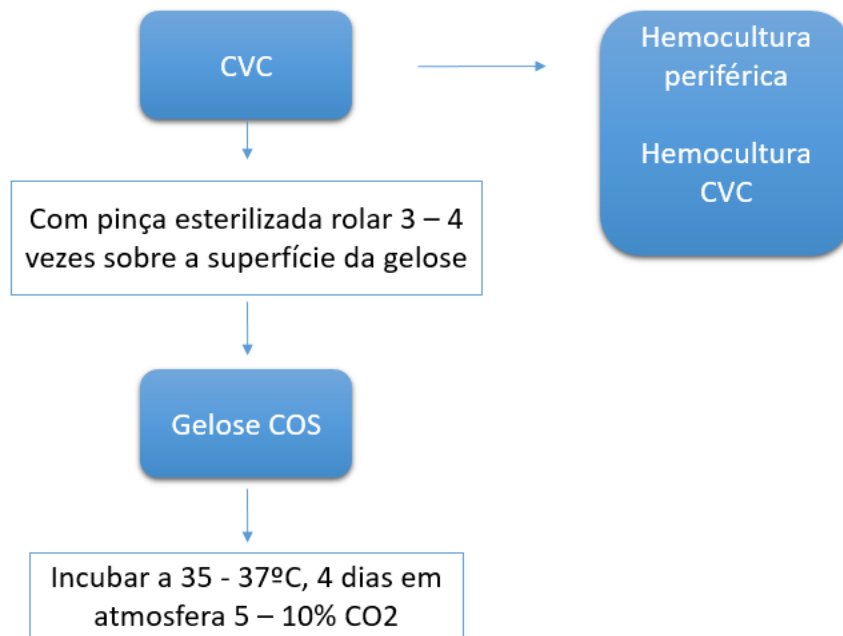 CVC
Hemocultura
periférica
Hemocultura
CVC
Com pinça esterilizada rolar 3 – 4
vezes sobre a superfície da gelose
Gelose COS
Incubar a 35 - 37ºC, 4 dias em
atmosfera 5 – 10% CO2